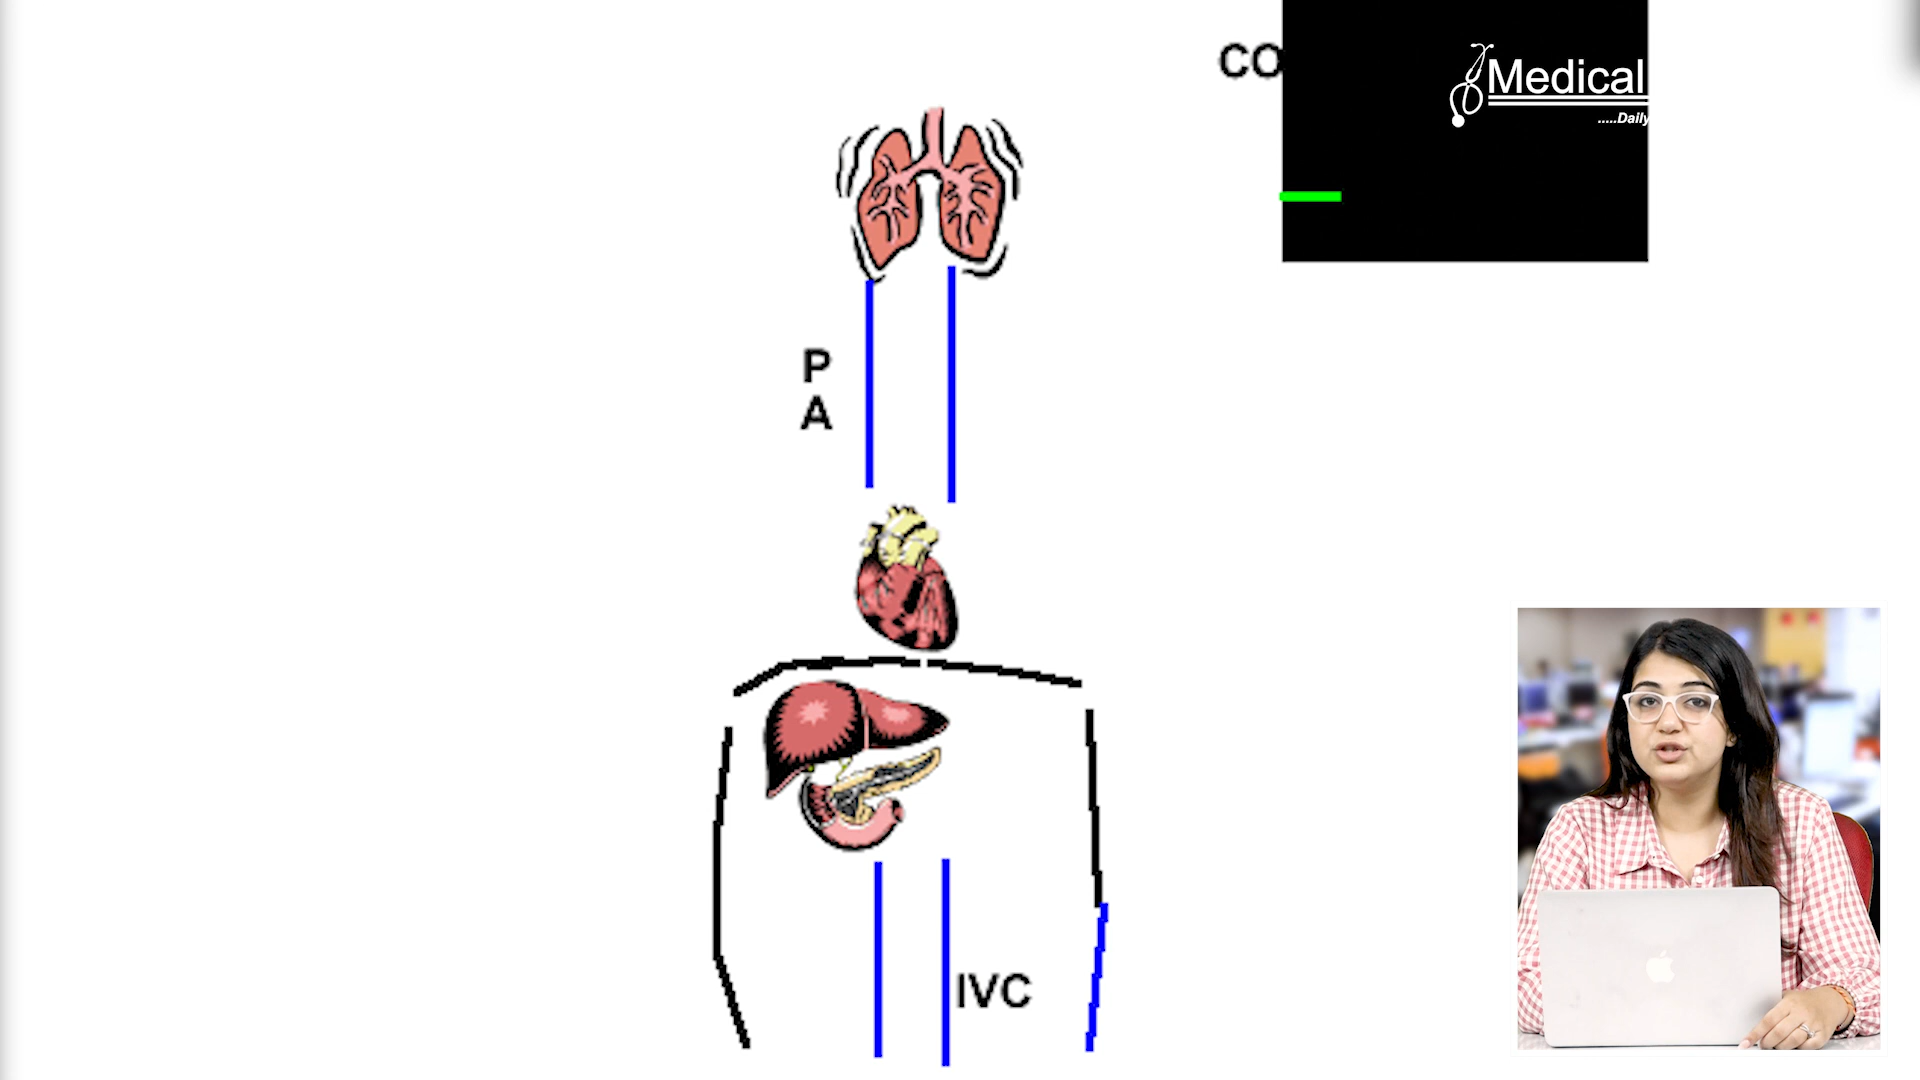 CO
Medical
.....Daily
P
A
IVC